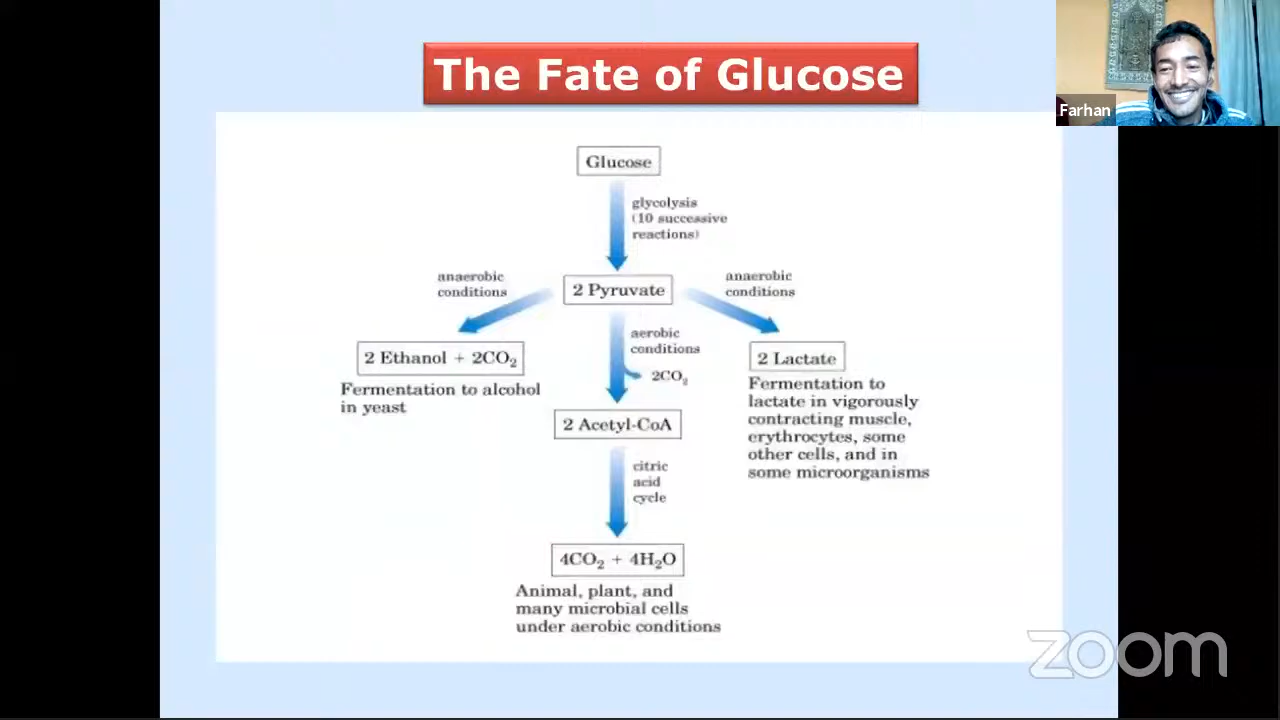 The Fate of Glucose
Farhan
Glucose
glycolysis
(10 successive
reactions)
anaerobic
conditions
2 Pyruvate
anaerobic
conditions
2 Ethanol + 2CO₂
Fermentation to alcohol
in yeast
aerobic
conditions
2CO₂
2 Lactate
Fermentation to
lactate in vigorously
contracting muscle,
erythrocytes, some
other cells, and in
some microorganisms
2 Acetyl-CoA
citric
acid
cycle
4CO₂ + 4H₂O
Animal, plant, and
many microbial cells
under aerobic conditions
zoom